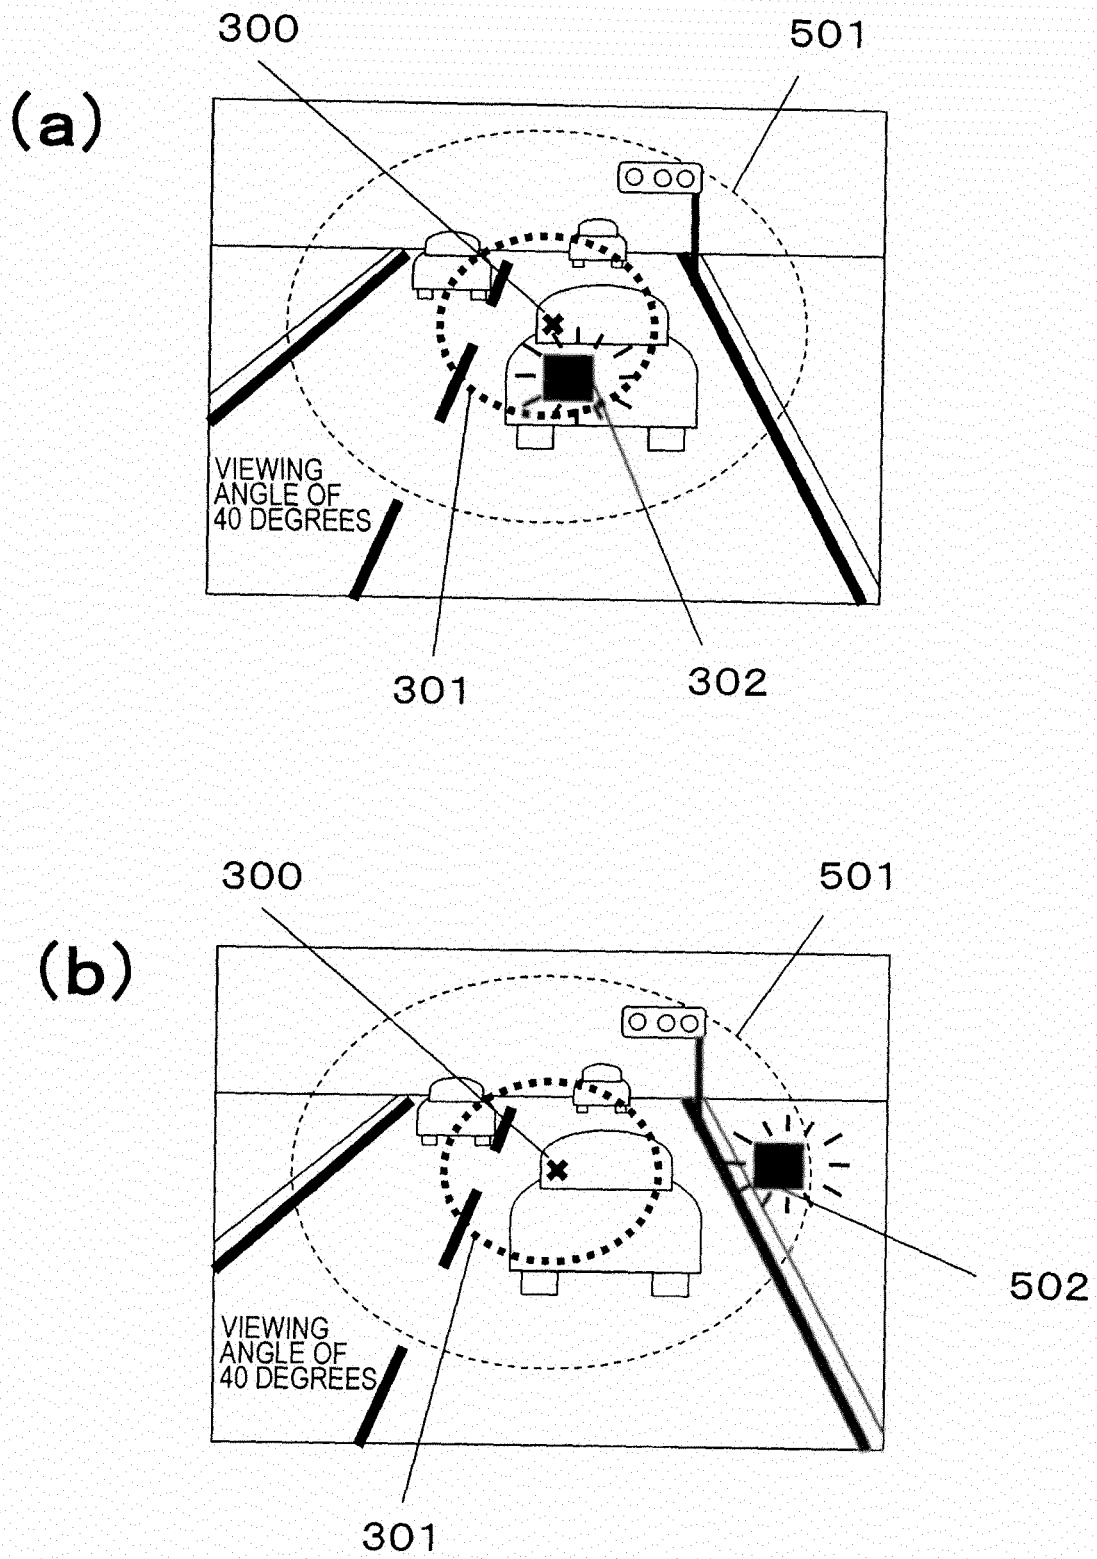 300
501
(a)
VIEWING
ANGLE OF
40 DEGREES
301
302
300
501
(b)
502
VIEWING
ANGLE OF
40 DEGREES
301